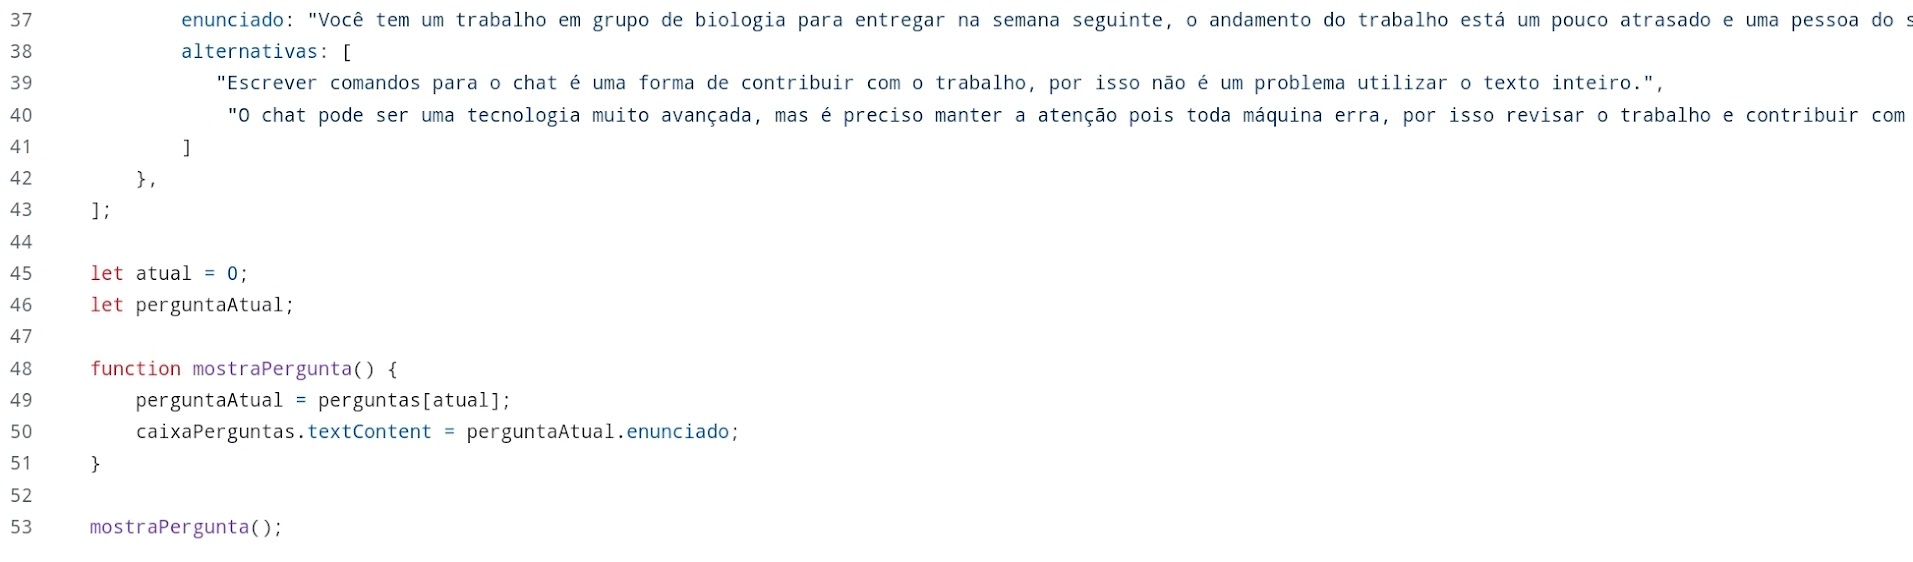 37 enunciado: "Você tem um trabalho em grupo de biologia para entregar na semana seguinte, o andamento do trabalho está um pouco atrasado e uma pessoa do
38 alternativas: [
39 "Escrever comandos para o chat é uma forma de contribuir com o trabalho, por isso não é um problema utilizar o texto inteiro.",
40 "O chat pode ser uma tecnologia muito avançada, mas é preciso manter a atenção pois toda máquina erra, por isso revisar o trabalho e contribuir com
41 ]
42 },
43 ];
44
45 let atual = 0;
46 let perguntaAtual;
47
48 function mostraPergunta() {
49 perguntaAtual = perguntas[atual];
50 caixaPerguntas.textContent = perguntaAtual.enunciado;
51 }
52
53 mostraPergunta();